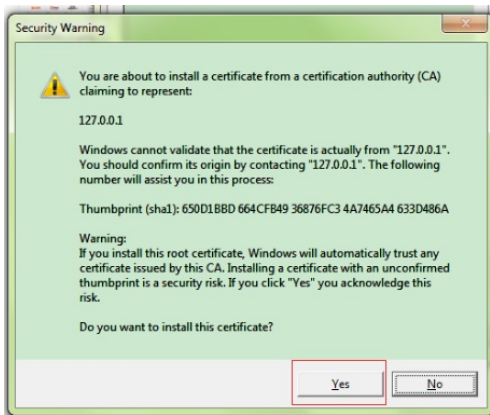 Security Warning
You are about to install a certificate from a certification authority (CA)
claiming to represent:
127.0.0.1
Windows cannot validate that the certificate is actually from "127.0.0.1".
You should confirm its origin by contacting "127.0.0.1". The following
number will assist you in this process:
Thumbprint (sha1): 650D1BBD 664CFB49 36876FC3 4A7465A4 633D486A
Warning:
If you install this root certificate, Windows will automatically trust any
certificate issued by this CA. Installing a certificate with an unconfirmed
thumbprint is a security risk. If you click "Yes" you acknowledge this
risk.
Do you want to install this certificate?
Yes
No